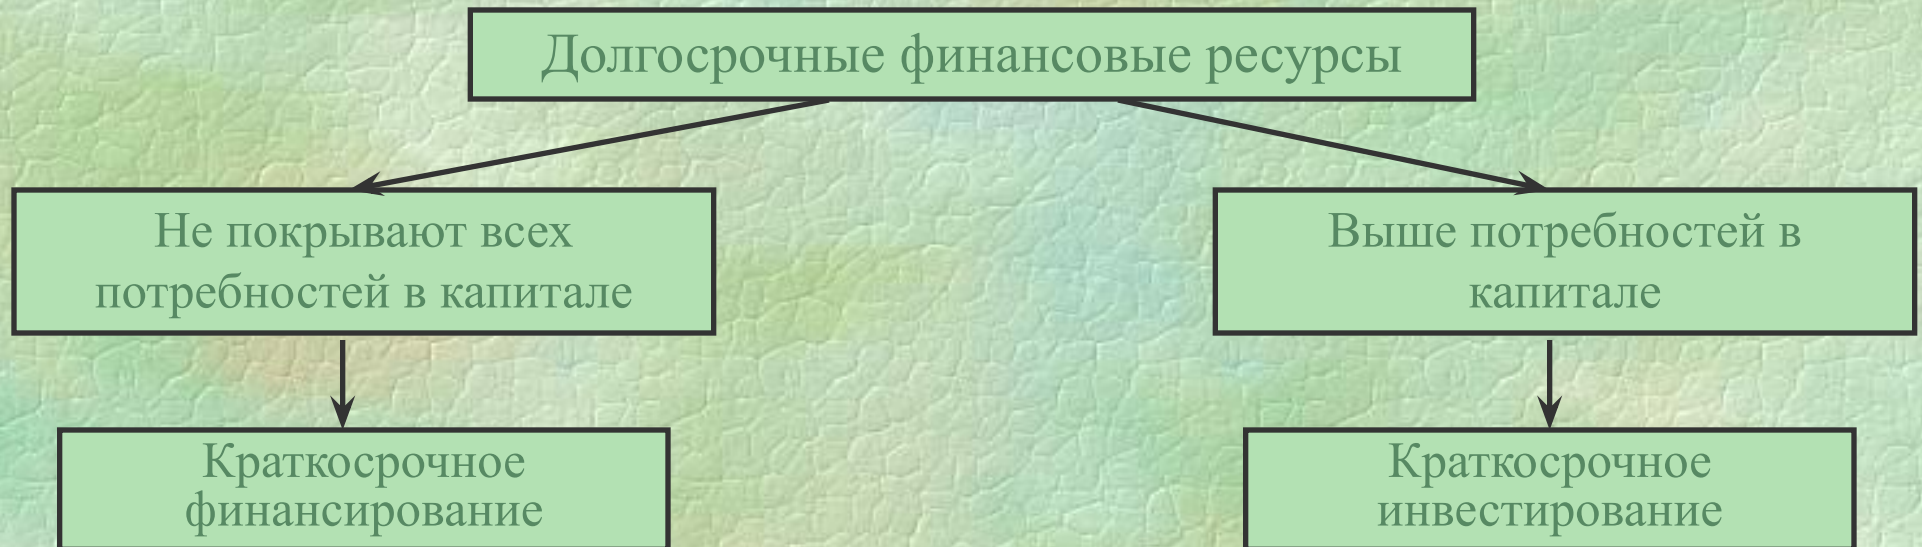 Долгосрочные финансовые ресурсы
Не покрывают всех
потребностей в капитале
Выше потребностей в
капитале
Краткосрочное
финансирование
Краткосрочное
инвестирование